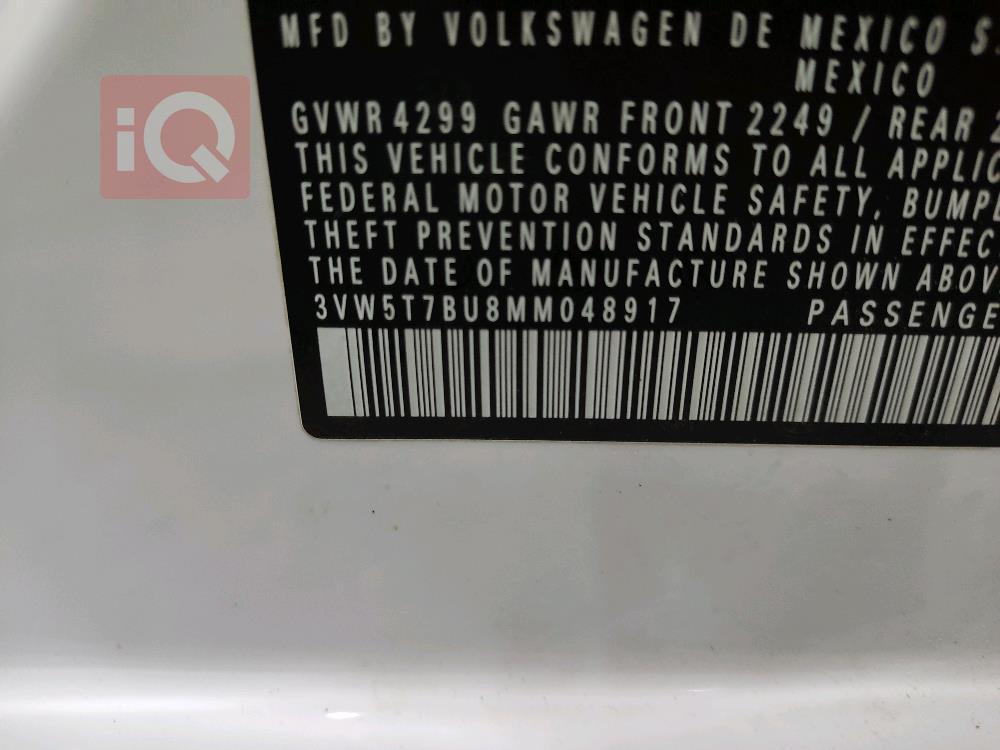 MFD BY VOLKSWAGEN DE MEXICO
MEXICO
iQ
GVWR 4299 GAWR FRONT 2249 / REAR
THIS VEHICLE CONFORMS TO ALL
FEDERAL MOTOR VEHICLE SAFETY,
THEFT PREVENTION STANDARDS IN
THE DATE OF MANUFACTURE SHOWN
3VW5T7BU8MM048917 PASSENGE